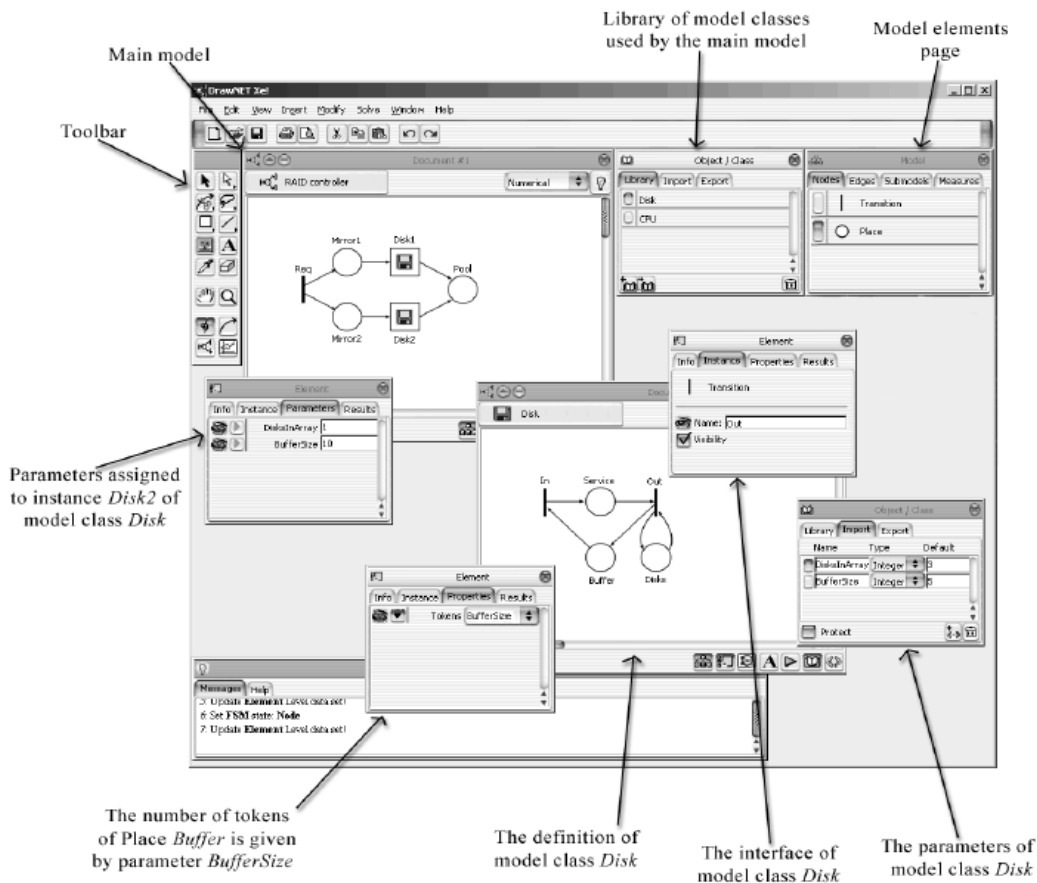 Library of model classes
used by the main model
Model elements
page
Main model
Toolbar
DrawNET Xe!
File Edit View Insert Modify Solve Window Help
Document #1
RAID controller
Numerical
Object / Class
Library Import Export
Disk
CPU
Model
Nodes Edges Submodels Measures
Transition
Place
Mirror1
Disk1
Req
Pool
Mirror2
Disk2
Element
Info Instance Parameters Results
DisksInArray 1
BufferSize 10
Parameters assigned
to instance Disk2 of
model class Disk
Disk
In
Service
Out
Buffer
Disks
Element
Info Instance Properties Results
Transition
Name: Out
Visibility
Object / Class
Library Import Export
Name Type Default
DisksInArray Integer 3
BufferSize Integer 5
Protect
Element
Info Instance Properties Results
Tokens BufferSize
Messages Help
5: Update Element Level data set!
6: Set FSM state: Node
7: Update Element Level data set!
The number of tokens
of Place Buffer is given
by parameter BufferSize
The definition of
model class Disk
The interface of
model class Disk
The parameters of
model class Disk